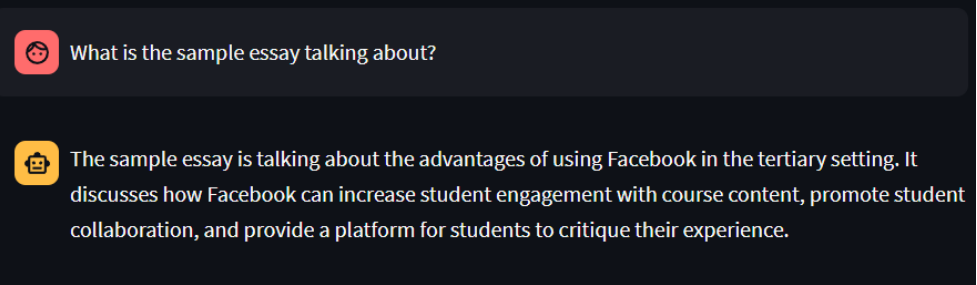 What is the sample essay talking about?
The sample essay is talking about the advantages of using Facebook in the tertiary setting. It
discusses how Facebook can increase student engagement with course content, promote student
collaboration, and provide a platform for students to critique their experience.